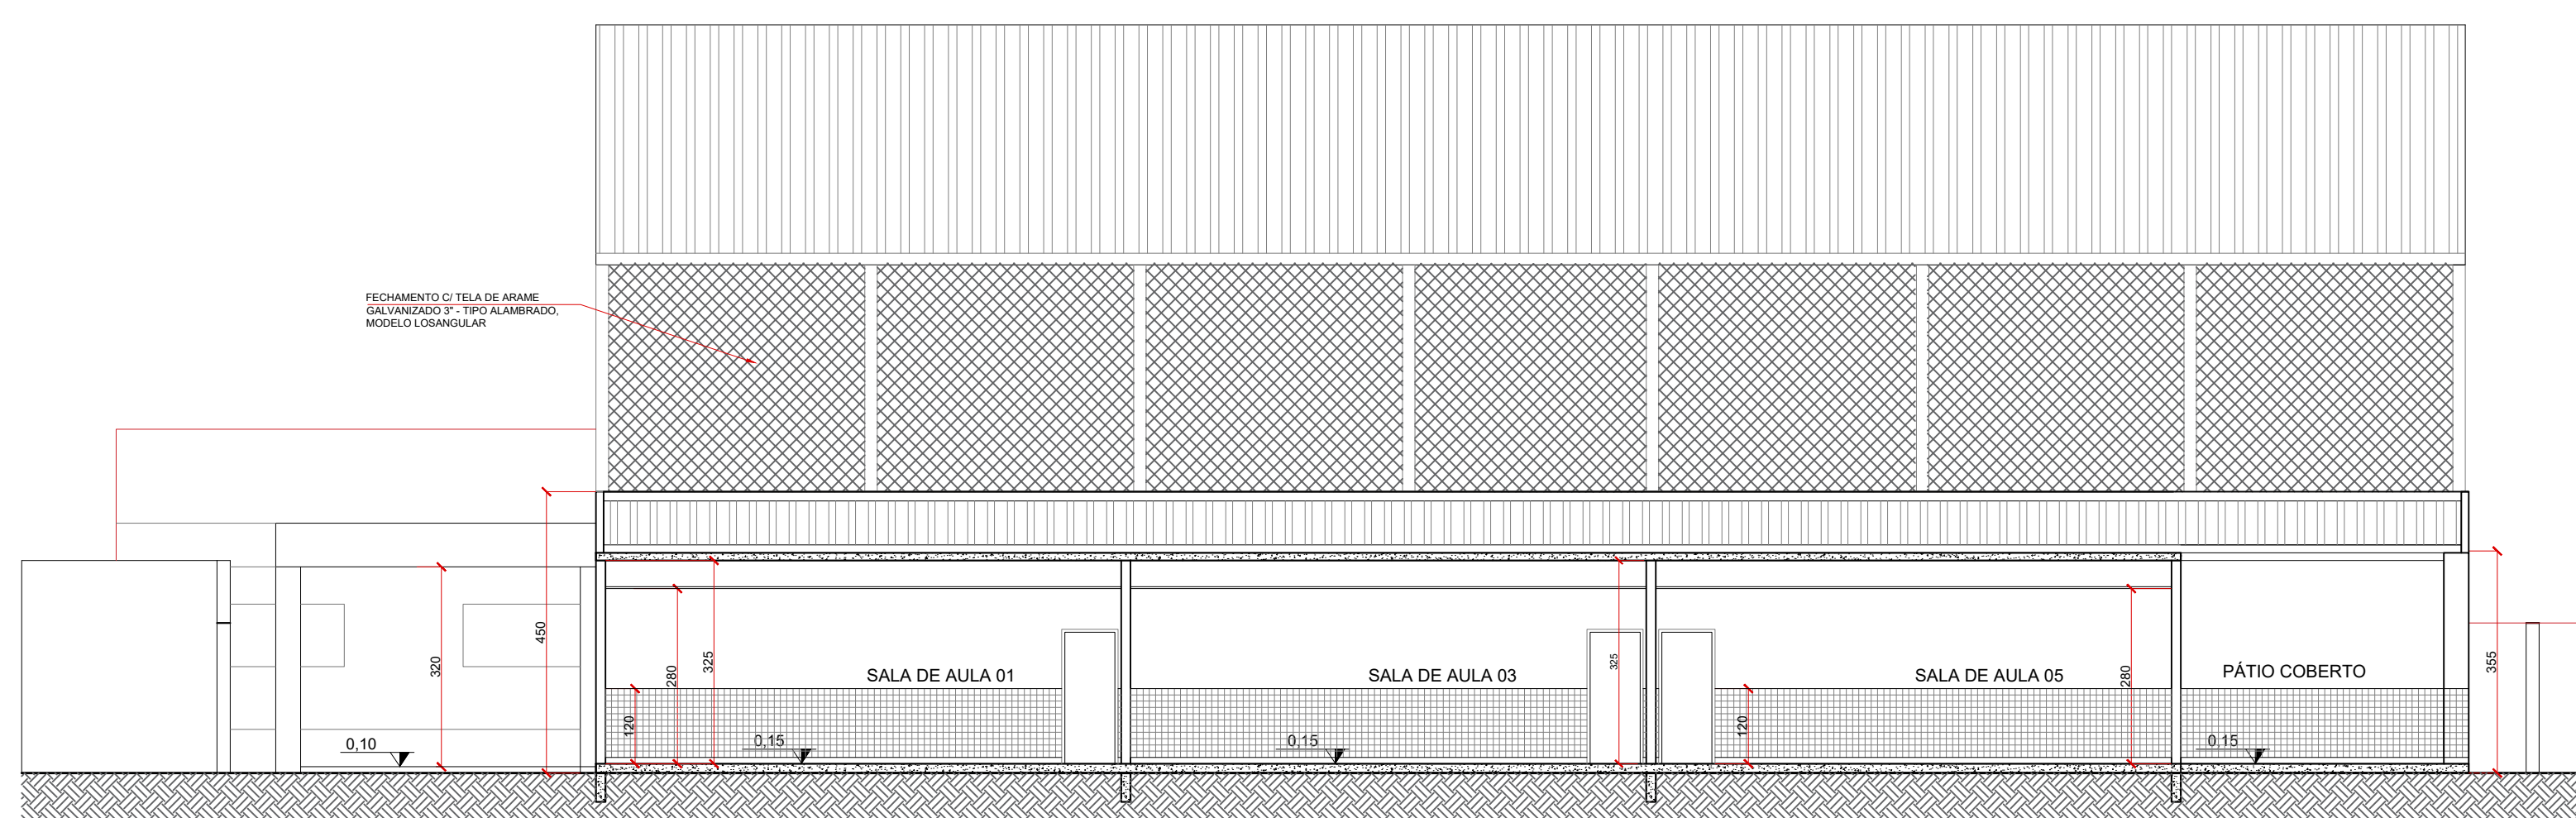 FECHAMENTO C/ TELA DE ARAME
GALVANIZADO 3" - TIPO ALAMBRADO,
MODELO LOSANGULAR
450
320
280
325
325
280
355
SALA DE AULA 01
SALA DE AULA 03
SALA DE AULA 05
PÁTIO COBERTO
120
120
0,10
0,15
0,15
0,15